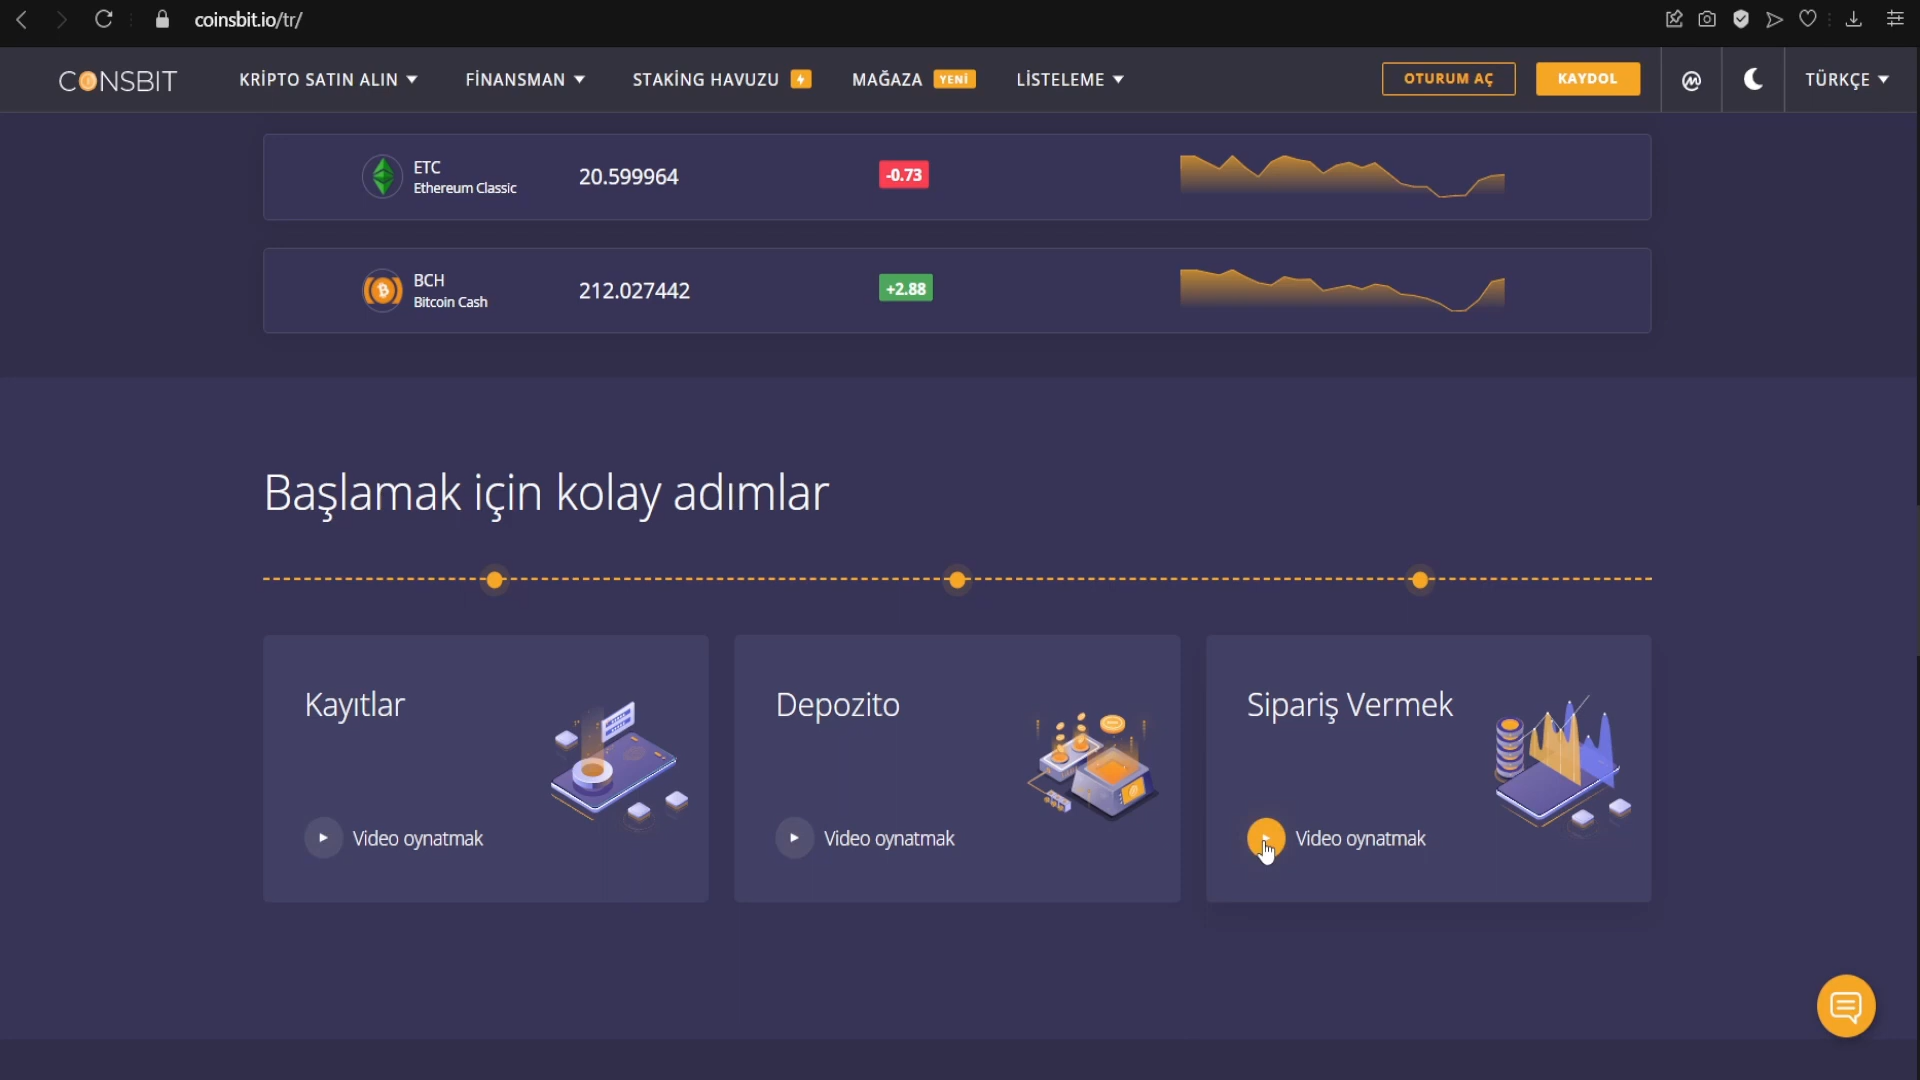 coinsbit.io/tr/
COINSBIT
KRİPTO SATIN ALIN
FİNANSMAN
STAKİNG HAVUZU
MAĞAZA YENİ
LİSTELEME
OTURUM AÇ
KAYDOL
TÜRKÇE
ETC
Ethereum Classic
20.599964
-0.73
BCH
Bitcoin Cash
212.027442
+2.88
Başlamak için kolay adımlar
Kayıtlar
Video oynatmak
Depozito
Video oynatmak
Sipariş Vermek
Video oynatmak